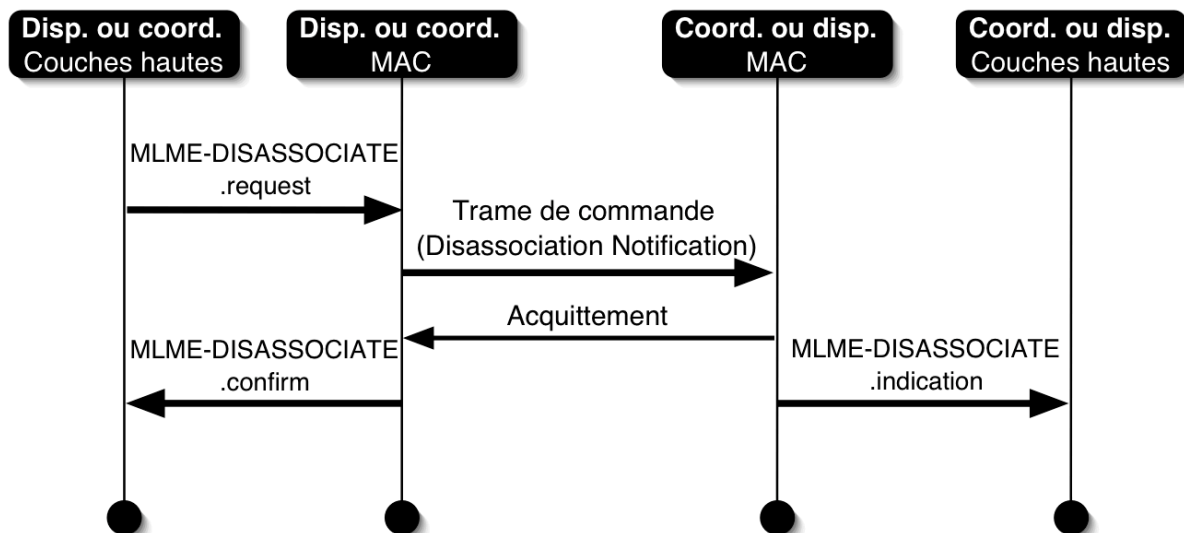 Disp. ou coord.
Couches hautes
Disp. ou coord.
MAC
Coord. ou disp.
MAC
Coord. ou disp.
Couches hautes
MLME-DISASSOCIATE
.request
Trame de commande
(Disassociation Notification)
Acquittement
MLME-DISASSOCIATE
.confirm
MLME-DISASSOCIATE
.indication